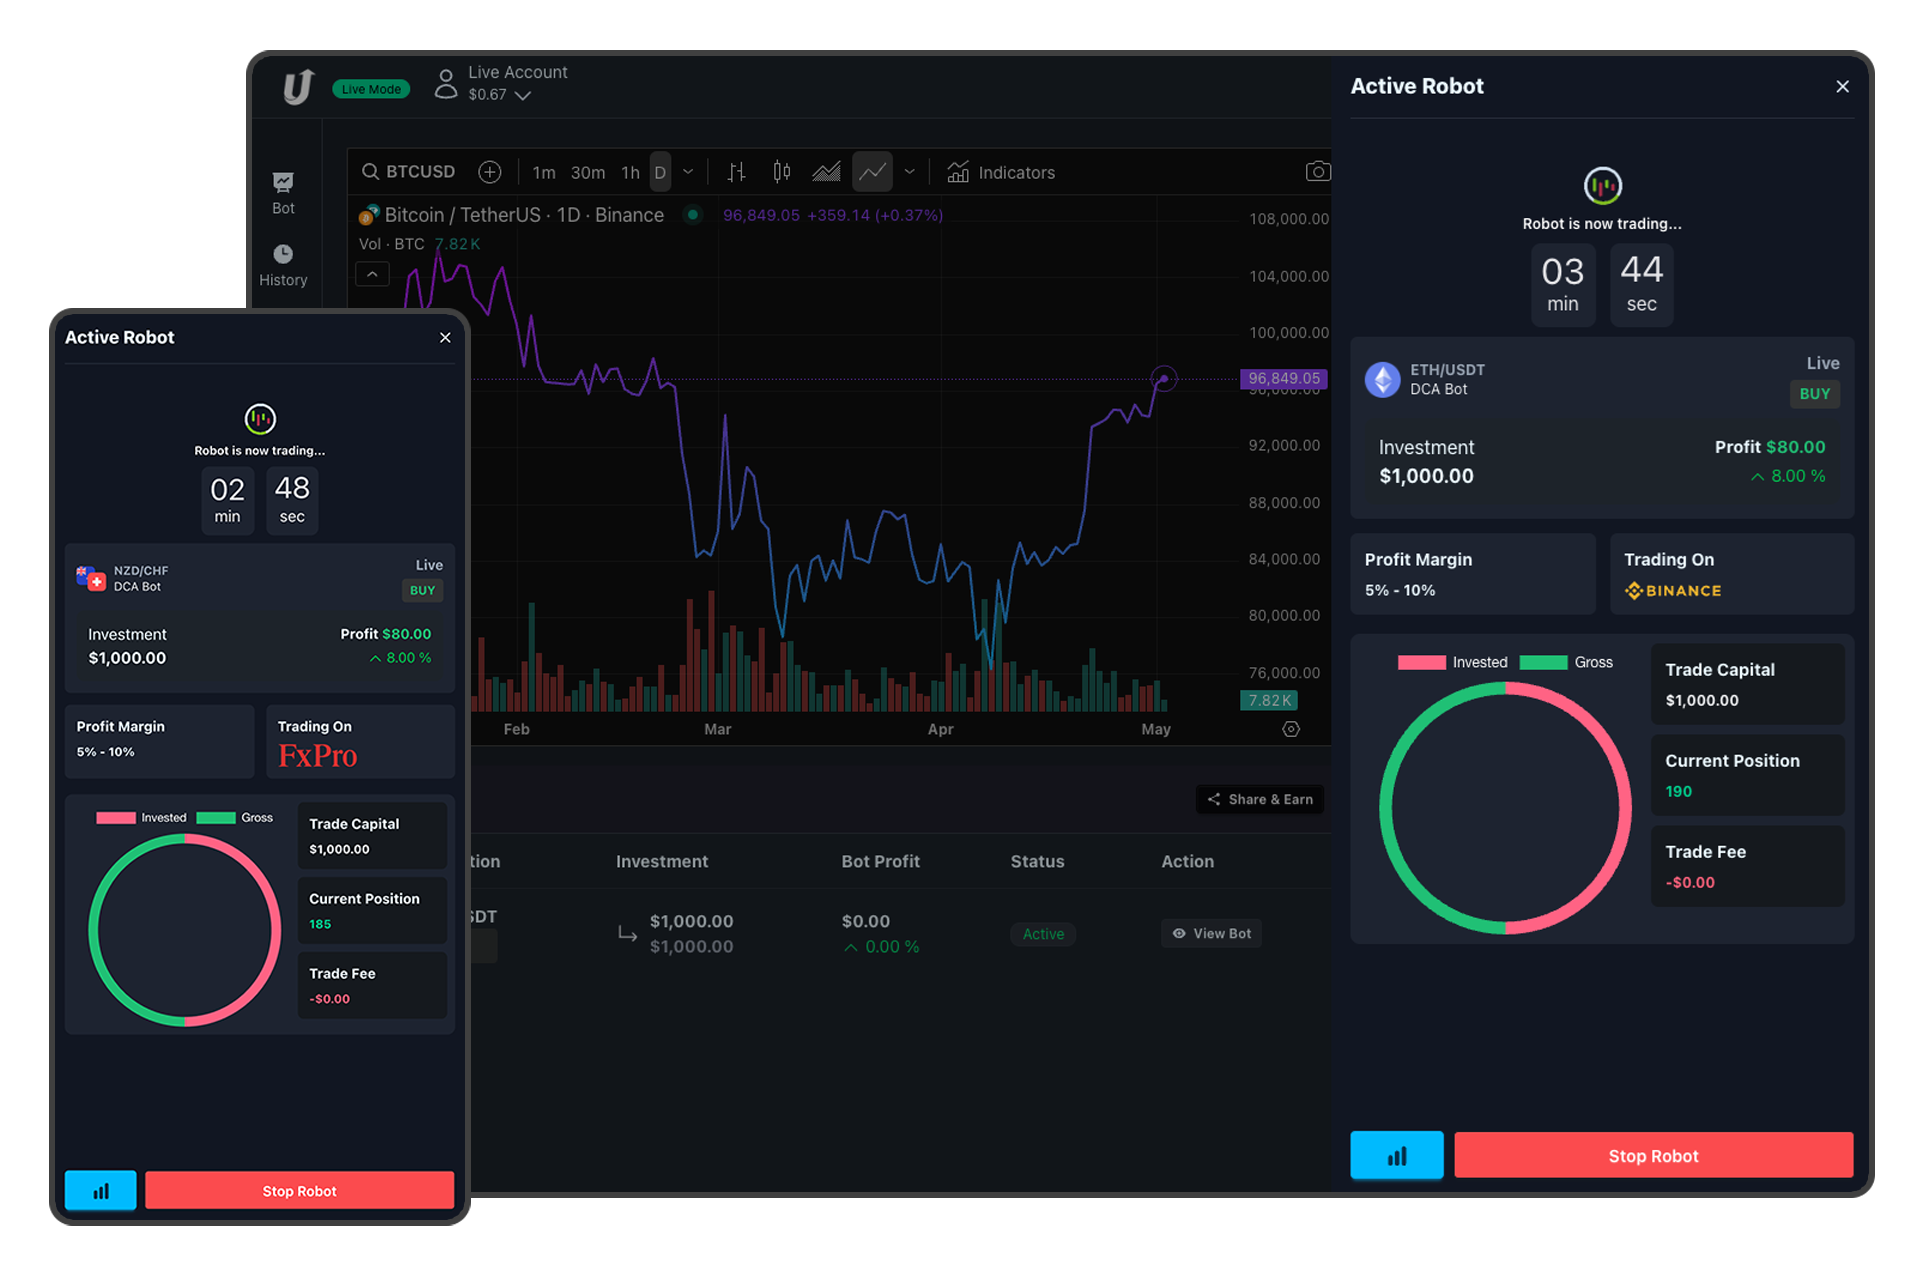 Live Mode
Live Account
$0.67
Bot
History
BTCUSD
1m 30m 1h D
Indicators
Bitcoin / TetherUS · 1D · Binance
96,849.05 +359.14 (+0.37%)
Vol · BTC 7.82K
108,000.00
104,000.00
100,000.00
96,849.05
96,000.00
92,000.00
88,000.00
84,000.00
80,000.00
76,000.00
7.82K
Feb Mar Apr May
Share & Earn
tion Investment Bot Profit Status Action
SDT
$1,000.00
$1,000.00
$0.00
0.00 %
Active
View Bot
Active Robot
Robot is now trading...
03 44
min sec
ETH/USDT
DCA Bot
Live
BUY
Investment
$1,000.00
Profit $80.00
8.00 %
Profit Margin
5% - 10%
Trading On
BINANCE
Invested Gross
Trade Capital
$1,000.00
Current Position
190
Trade Fee
-$0.00
Stop Robot
Active Robot
Robot is now trading...
02 48
min sec
NZD/CHF
DCA Bot
Live
BUY
Investment
$1,000.00
Profit $80.00
8.00 %
Profit Margin
5% - 10%
Trading On
FxPro
Invested Gross
Trade Capital
$1,000.00
Current Position
185
Trade Fee
-$0.00
Stop Robot